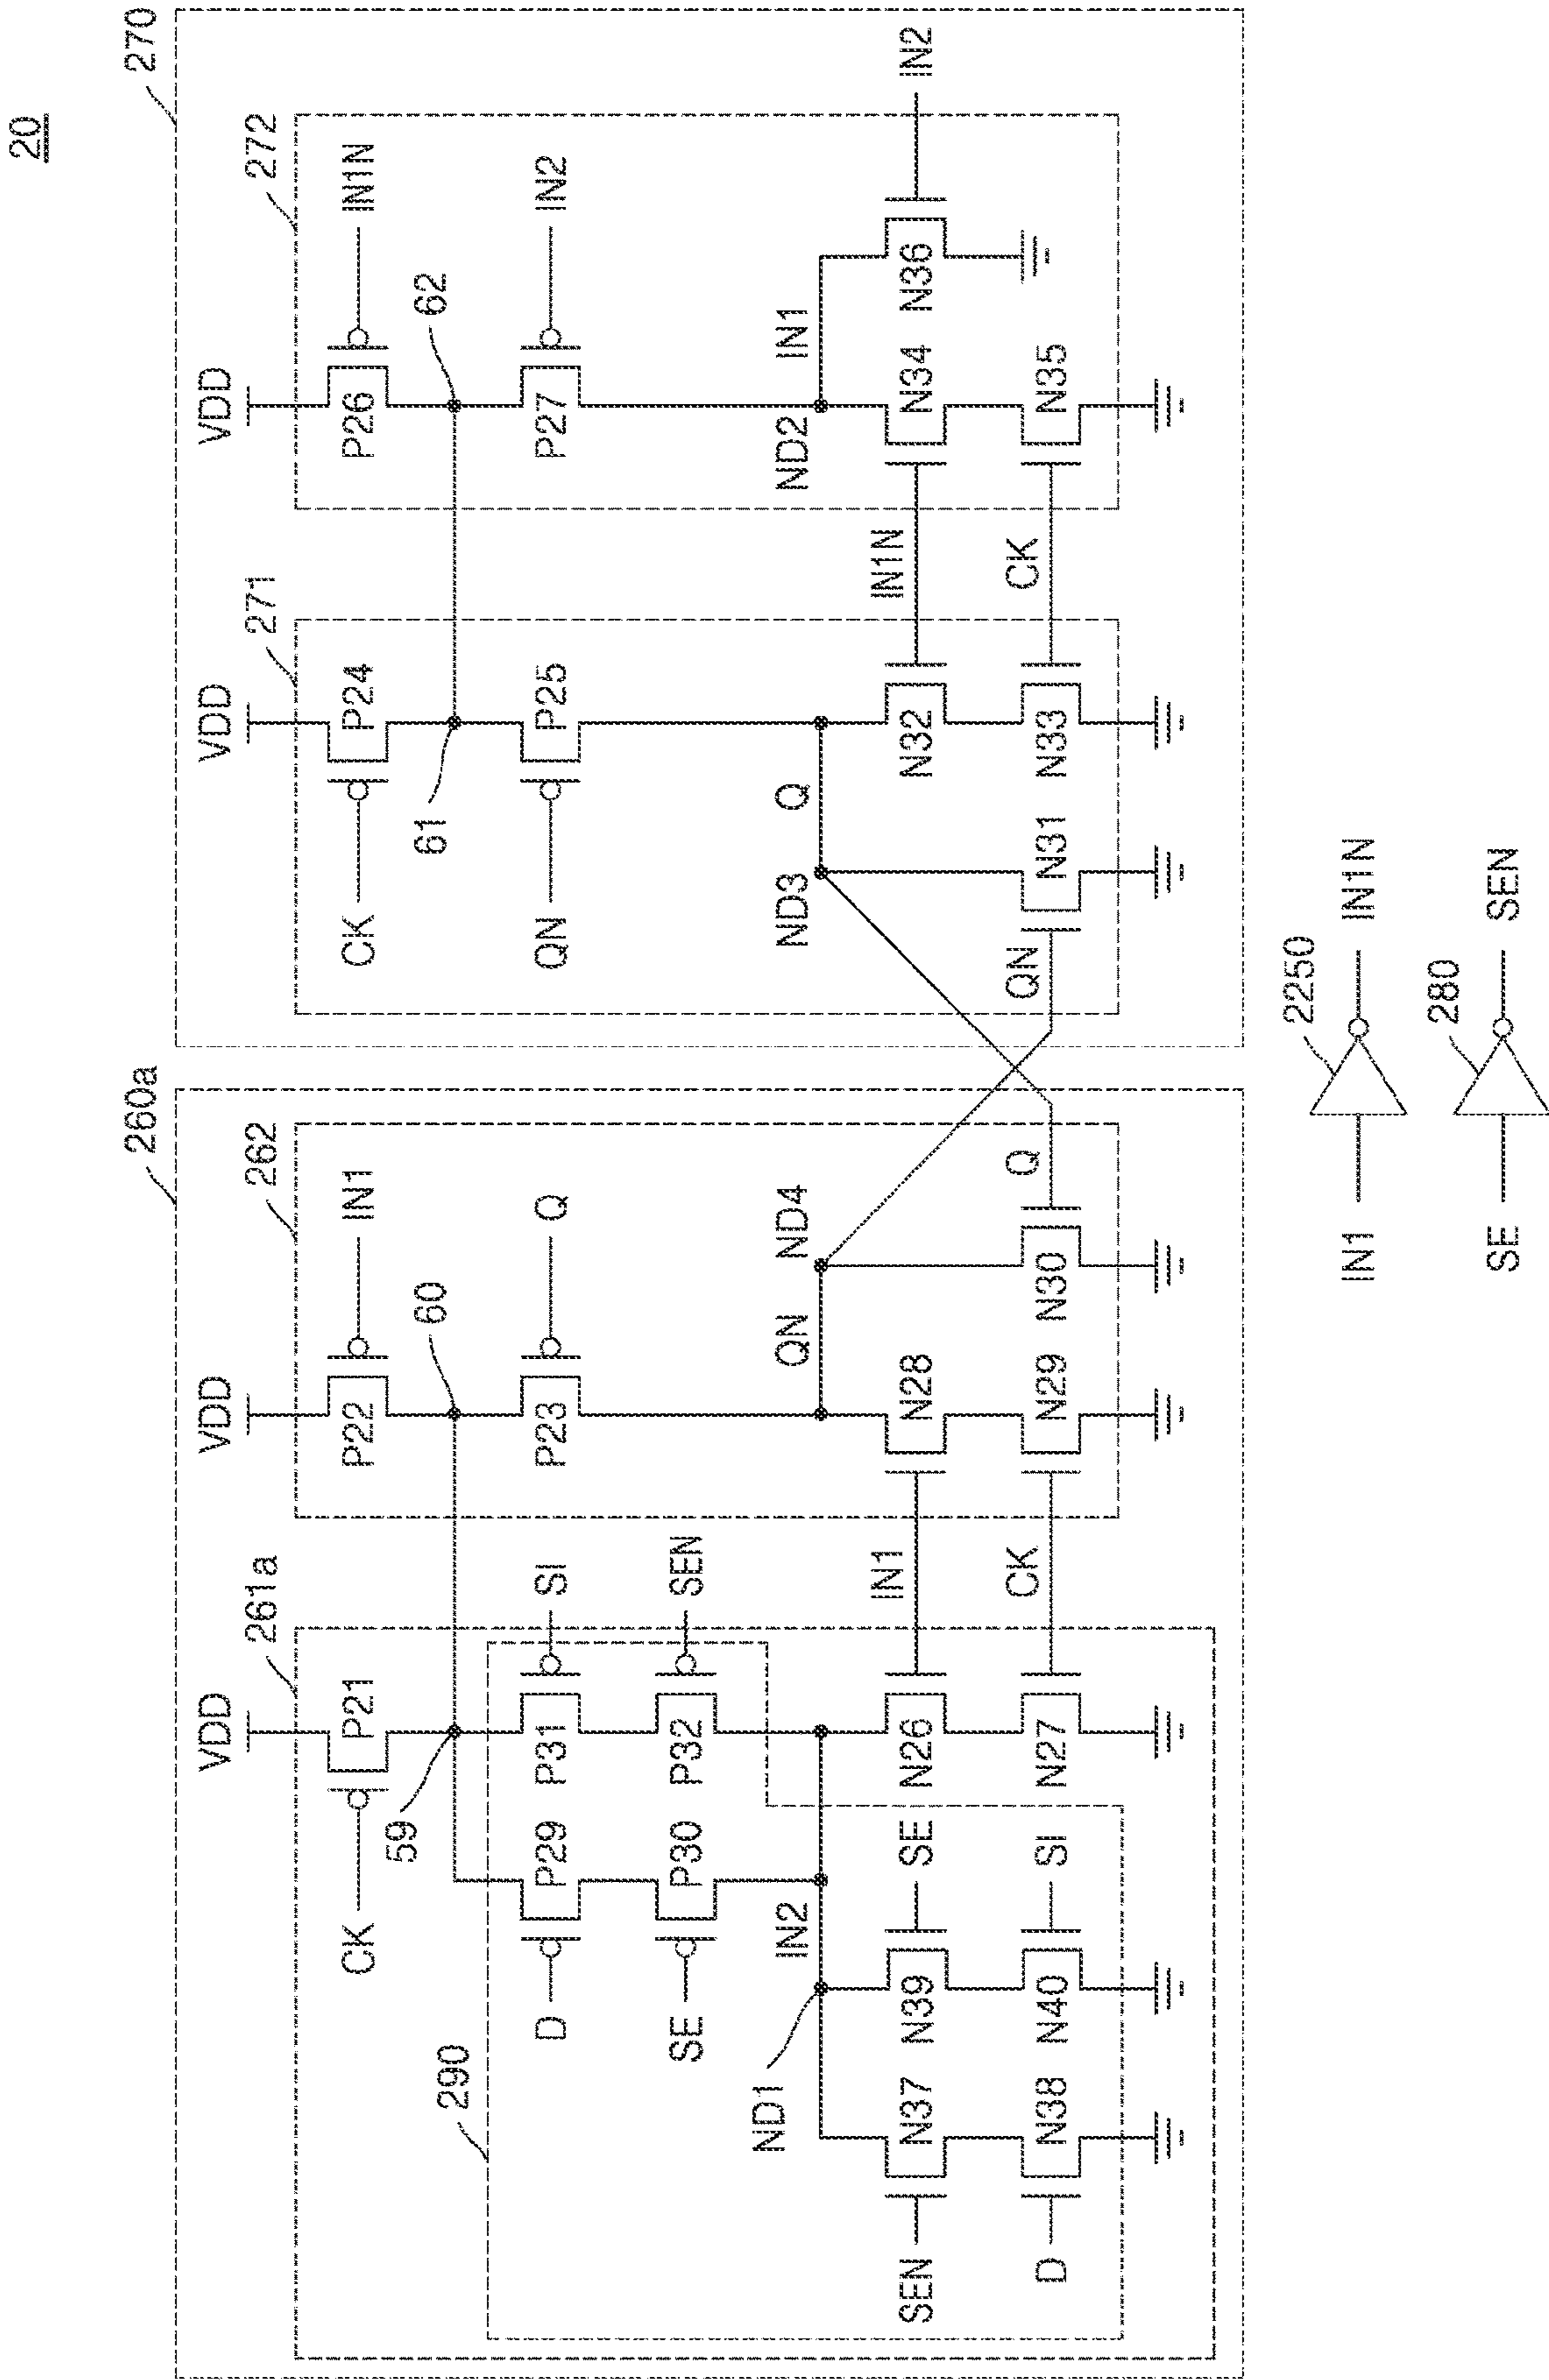 20
270
272
271
VDD
VDD
IN1N
IN2
IN2
P26
P27
62
IN1
ND2
N36
N34
N35
IN1N
CK
P24
P25
61
CK
QN
Q
ND3
N32
N33
N31
QN
260a
262
261a
VDD
VDD
IN1
Q
P22
P23
60
ND4
QN
Q
N30
N28
N29
IN1
CK
P21
CK
59
SI
SEN
P31
P32
P29
P30
D
SE
290
IN2
ND1
N26
N27
SE
SI
N39
N40
N37
N38
SEN
D
2250
IN1
IN1N
280
SE
SEN